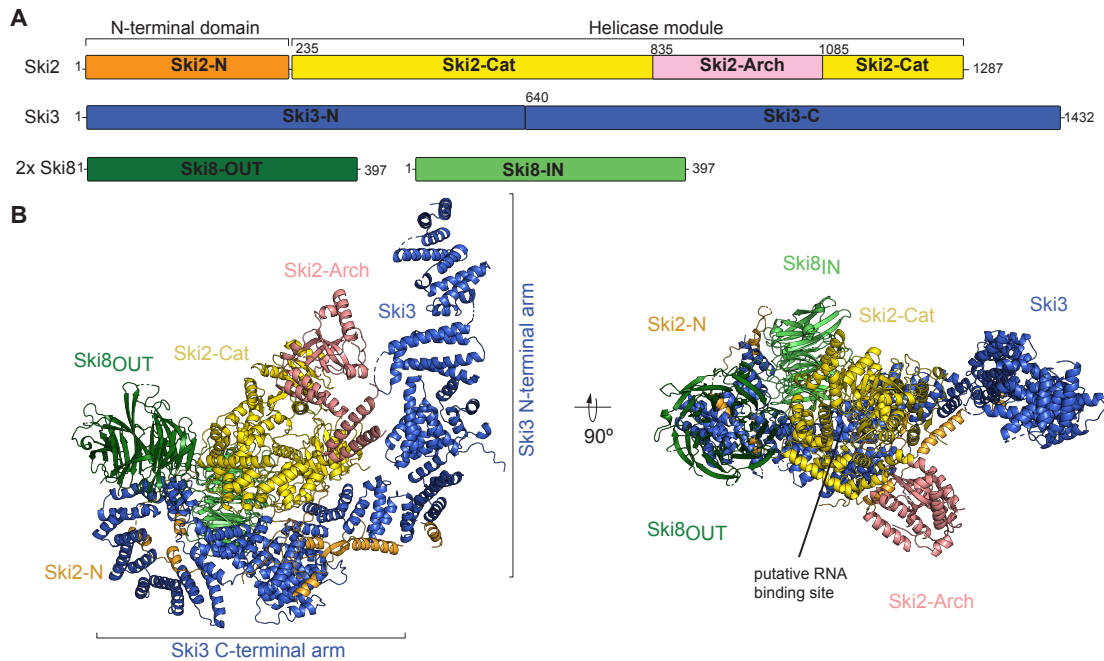 A
N-terminal domain
Helicase module
Ski2 1 Ski2-N 235 Ski2-Cat 835 Ski2-Arch 1085 Ski2-Cat 1287
Ski3 1 Ski3-N 640 Ski3-C 1432
2x Ski8 1 Ski8-OUT 397 1 Ski8-IN 397
B
Ski2-Arch
Ski3
Ski2-Cat
Ski8OUT
Ski2-N
Ski3 C-terminal arm
Ski3 N-terminal arm
90º
Ski8IN
Ski2-N
Ski2-Cat
Ski3
Ski8OUT
putative RNA
binding site
Ski2-Arch